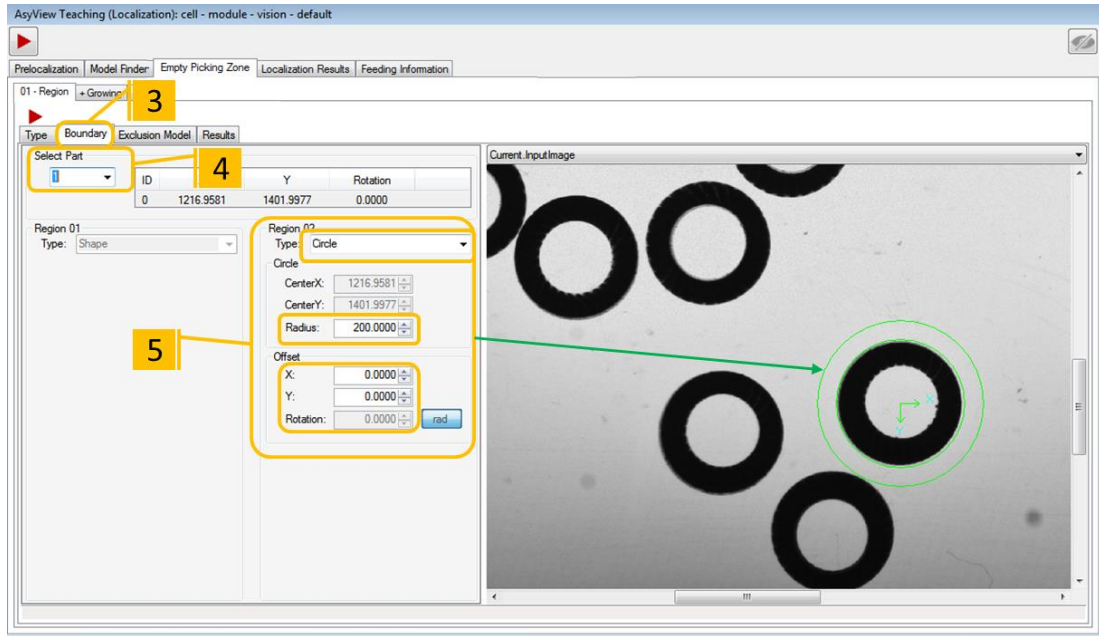 AsyView Teaching (Localization): cell - module - vision - default
Prelocalization Model Finder Empty Picking Zone Localization Results Feeding Information
01 - Region + Growing
3
Type Boundary Exclusion Model Results
Select Part
1
4
ID Y Rotation
0 1216.9581 1401.9977 0.0000
Current.InputImage
Region 01
Type: Shape
Region 02
Type: Circle
Circle
CenterX: 1216.9581
CenterY: 1401.9977
Radius: 200.0000
5
Offset
X: 0.0000
Y: 0.0000
Rotation: 0.0000 rad
X
Y